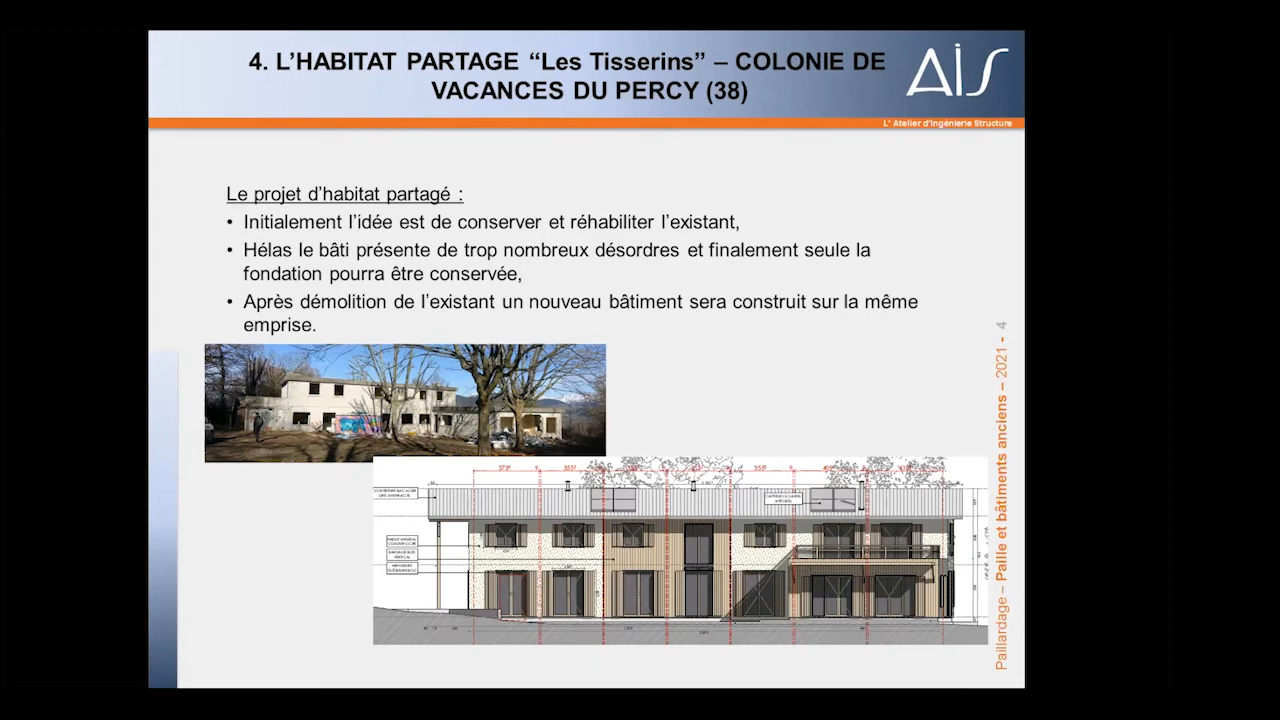 4. L’HABITAT PARTAGE “Les Tisserins” – COLONIE DE
VACANCES DU PERCY (38)
AiS
L' Atelier d'Ingénierie Structure
Le projet d’habitat partagé :
• Initialement l’idée est de conserver et réhabiliter l’existant,
• Hélas le bâti présente de trop nombreux désordres et finalement seule la
fondation pourra être conservée,
• Après démolition de l’existant un nouveau bâtiment sera construit sur la même
emprise.
Paillardage – Paille et bâtiments anciens – 2021 - 4